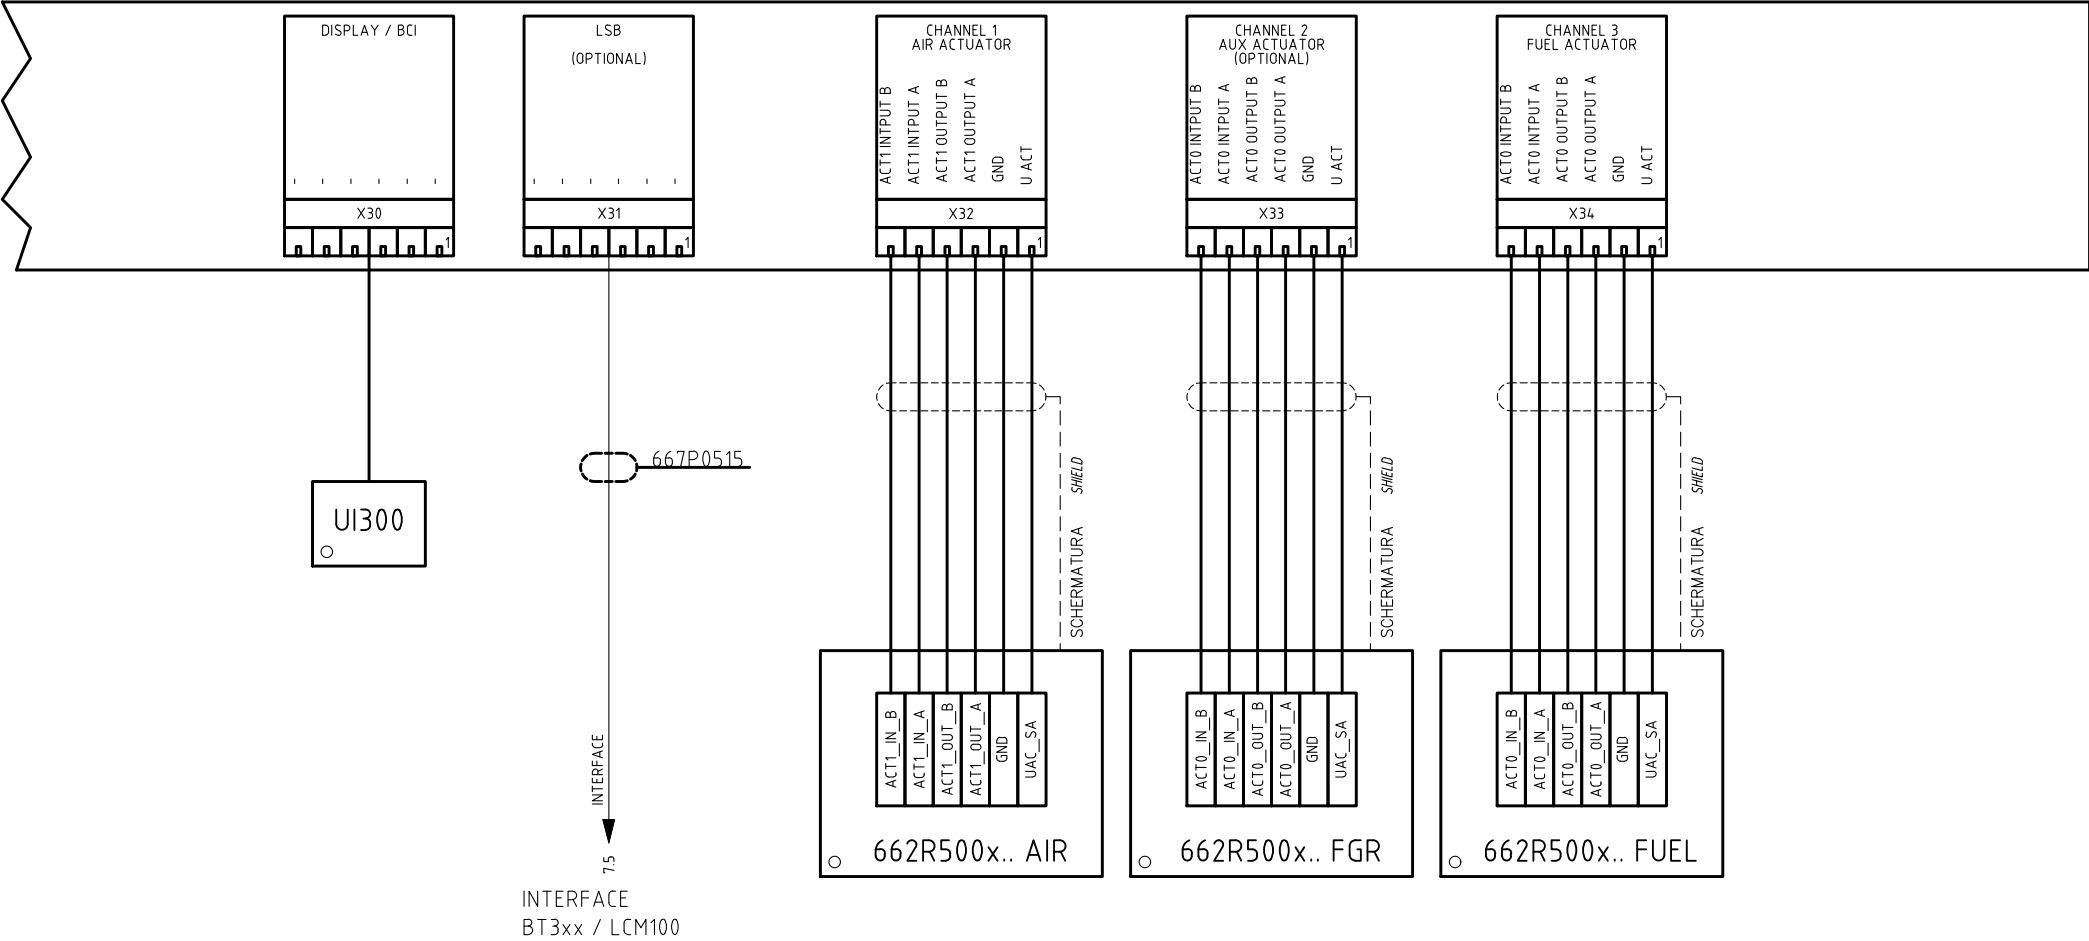 DISPLAY / BCI
X30
1
UI300
LSB
(OPTIONAL)
X31
1
667P0515
INTERFACE
7.5
INTERFACE
BT3xx / LCM100
CHANNEL 1
AIR ACTUATOR
ACT1 INTPUT B
ACT1 INTPUT A
ACT1 OUTPUT B
ACT1 OUTPUT A
GND
U ACT
X32
1
SCHERMATURA SHIELD
ACT1_IN_B
ACT1_IN_A
ACT1_OUT_B
ACT1_OUT_A
GND
UAC_SA
662R500x.. AIR
CHANNEL 2
AUX ACTUATOR
(OPTIONAL)
ACT0 INTPUT B
ACT0 INTPUT A
ACT0 OUTPUT B
ACT0 OUTPUT A
GND
U ACT
X33
1
SCHERMATURA SHIELD
ACT0_IN_B
ACT0_IN_A
ACT0_OUT_B
ACT0_OUT_A
GND
UAC_SA
662R500x.. FGR
CHANNEL 3
FUEL ACTUATOR
ACT0 INTPUT B
ACT0 INTPUT A
ACT0 OUTPUT B
ACT0 OUTPUT A
GND
U ACT
X34
1
SCHERMATURA SHIELD
ACT0_IN_B
ACT0_IN_A
ACT0_OUT_B
ACT0_OUT_A
GND
UAC_SA
662R500x.. FUEL